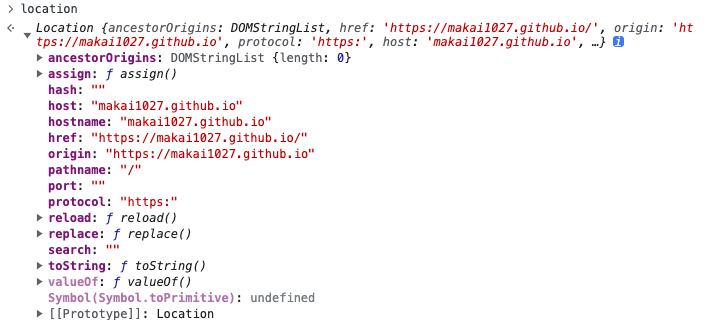 > location
Location {ancestorOrigins: DOMStringList, href: 'https://makai1027.github.io/', origin: 'ht
tps://makai1027.github.io', protocol: 'https:', host: 'makai1027.github.io', …} i
ancestorOrigins: DOMStringList {length: 0}
assign: ƒ assign()
hash: ""
host: "makai1027.github.io"
hostname: "makai1027.github.io"
href: "https://makai1027.github.io/"
origin: "https://makai1027.github.io"
pathname: "/"
port: ""
protocol: "https:"
reload: ƒ reload()
replace: ƒ replace()
search: ""
toString: ƒ toString()
valueOf: ƒ valueOf()
Symbol(Symbol.toPrimitive): undefined
[[Prototype]]: Location